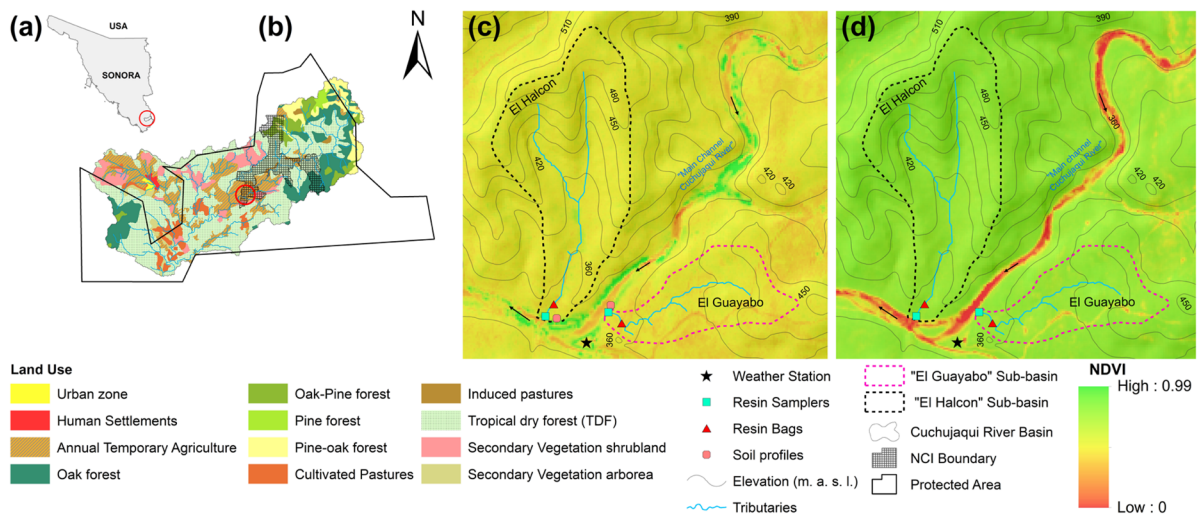 (a)
USA
SONORA
(b)
N
(c)
510
390
El Halcon
480
450
420
360
"Main channel
Cuchujaqui River"
420
420
El Guayabo
450
360
(d)
510
390
El Halcon
480
450
420
360
"Main channel
Cuchujaqui River"
420
420
360
El Guayabo
450
360
Land Use
Urban zone
Human Settlements
Annual Temporary Agriculture
Oak forest
Oak-Pine forest
Pine forest
Pine-oak forest
Cultivated Pastures
Induced pastures
Tropical dry forest (TDF)
Secondary Vegetation shrubland
Secondary Vegetation arborea
Weather Station
Resin Samplers
Resin Bags
Soil profiles
Elevation (m. a. s. l.)
Tributaries
"El Guayabo" Sub-basin
"El Halcon" Sub-basin
Cuchujaqui River Basin
NCI Boundary
Protected Area
NDVI
High : 0.99
Low : 0